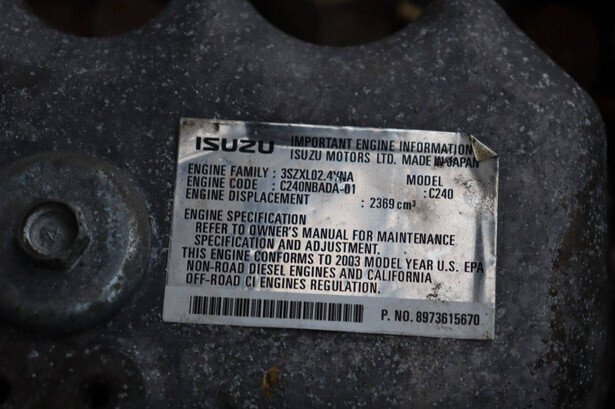 ISUZU IMPORTANT ENGINE INFORMATION
ISUZU MOTORS LTD. MADE IN JAPAN
ENGINE FAMILY : 3SZXL02.4YNA MODEL
ENGINE CODE : C240NBADA-01 : C240
ENGINE DISPLACEMENT : 2369 cm³
ENGINE SPECIFICATION
REFER TO OWNER'S MANUAL FOR MAINTENANCE
SPECIFICATION AND ADJUSTMENT.
THIS ENGINE CONFORMS TO 2003 MODEL YEAR U.S. EPA
NON-ROAD DIESEL ENGINES AND CALIFORNIA
OFF-ROAD CI ENGINES REGULATION.
P. NO. 8973615670
4